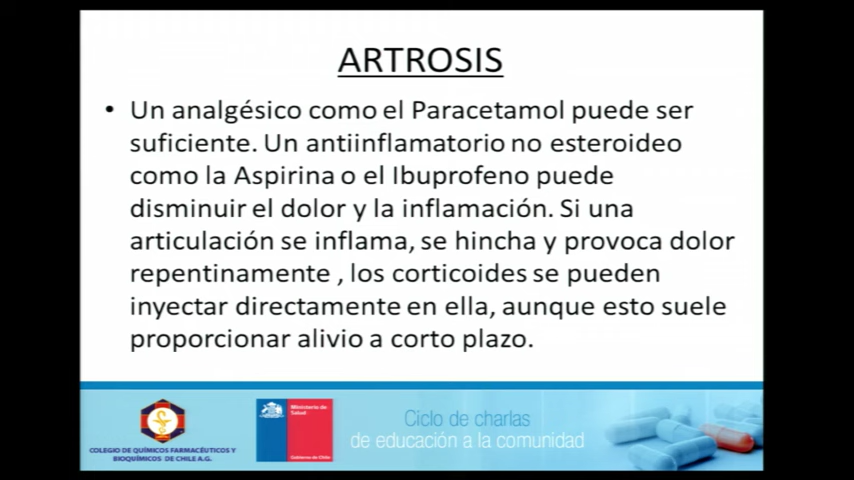 ARTROSIS
• Un analgésico como el Paracetamol puede ser
suficiente. Un antiinflamatorio no esteroideo
como la Aspirina o el Ibuprofeno puede
disminuir el dolor y la inflamación. Si una
articulación se inflama, se hincha y provoca dolor
repentinamente , los corticoides se pueden
inyectar directamente en ella, aunque esto suele
proporcionar alivio a corto plazo.
COLEGIO DE QUÍMICOS FARMACÉUTICOS Y
BIOQUÍMICOS DE CHILE A.G.
Ministerio de
Salud
Gobierno de Chile
Ciclo de charlas
de educación a la comunidad